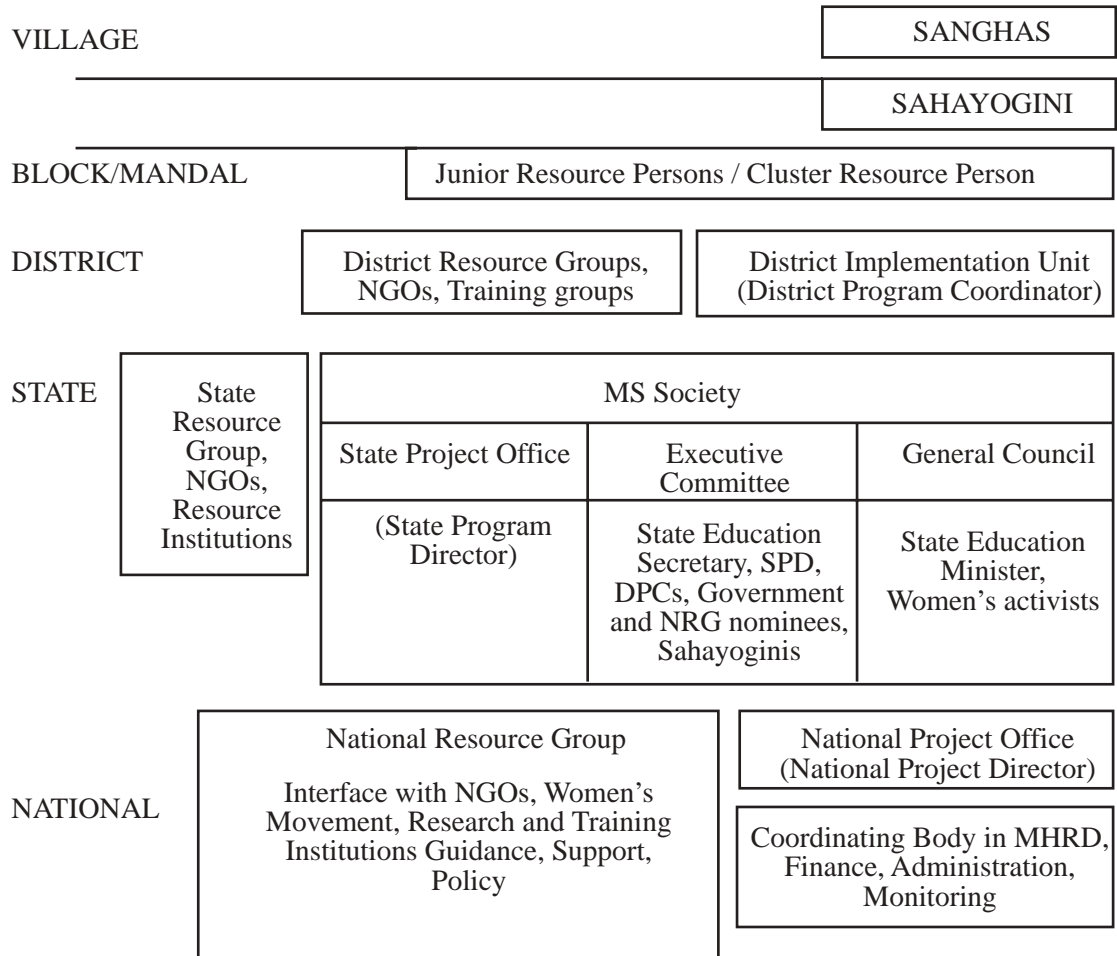 VILLAGE
SANGHAS
SAHAYOGINI
BLOCK/MANDAL
Junior Resource Persons / Cluster Resource Person
DISTRICT
District Resource Groups,
NGOs, Training groups
District Implementation Unit
(District Program Coordinator)
STATE
State
Resource
Group,
NGOs,
Resource
Institutions
MS Society
State Project Office
Executive
Committee
General Council
(State Program
Director)
State Education
Secretary, SPD,
DPCs, Government
and NRG nominees,
Sahayoginis
State Education
Minister,
Women’s activists
NATIONAL
National Resource Group
Interface with NGOs, Women’s
Movement, Research and Training
Institutions Guidance, Support,
Policy
National Project Office
(National Project Director)
Coordinating Body in MHRD,
Finance, Administration,
Monitoring